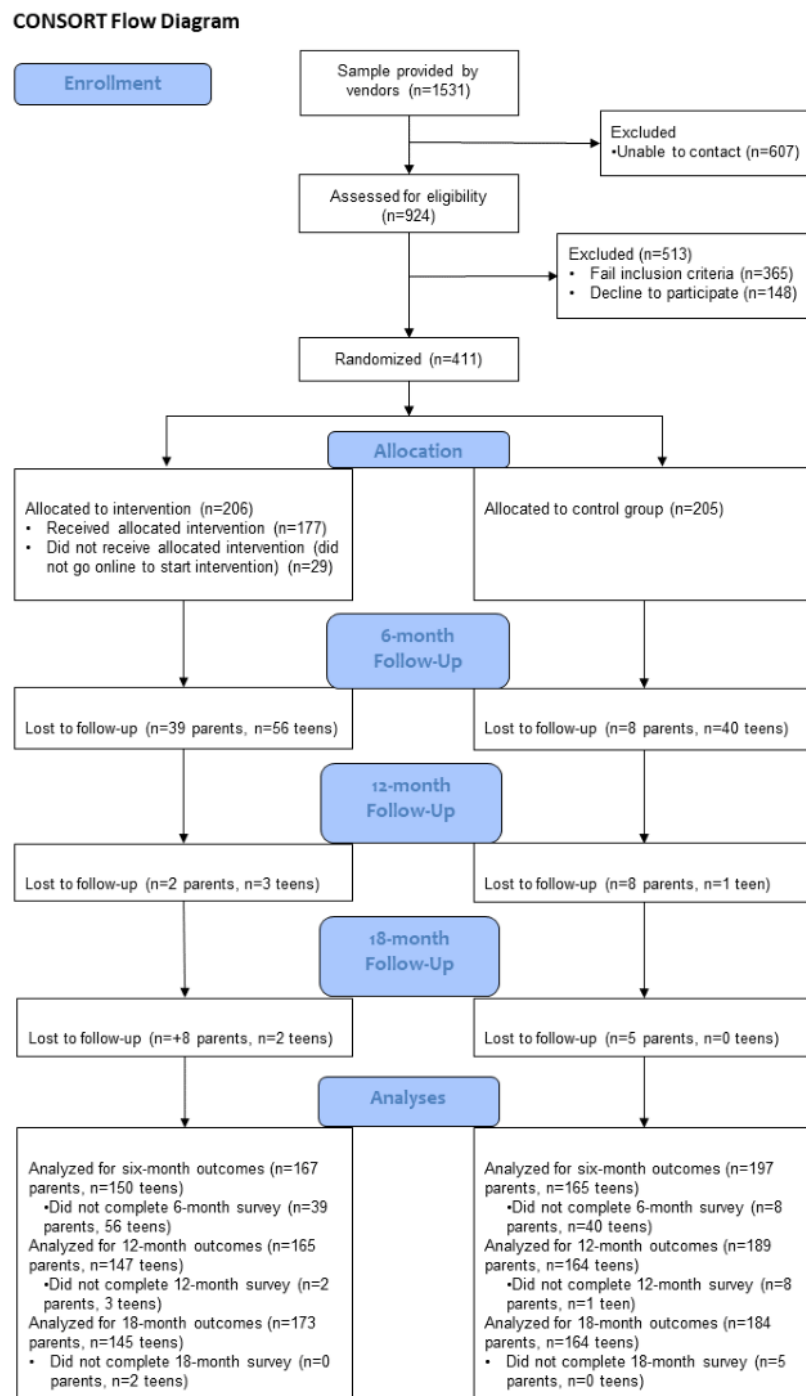 CONSORT Flow Diagram
Enrollment
Sample provided by
vendors (n=1531)
Excluded
•Unable to contact (n=607)
Assessed for eligibility
(n=924)
Excluded (n=513)
• Fail inclusion criteria (n=365)
• Decline to participate (n=148)
Randomized (n=411)
Allocation
Allocated to intervention (n=206)
• Received allocated intervention (n=177)
• Did not receive allocated intervention (did
not go online to start intervention) (n=29)
Allocated to control group (n=205)
6-month
Follow-Up
Lost to follow-up (n=39 parents, n=56 teens)
Lost to follow-up (n=8 parents, n=40 teens)
12-month
Follow-Up
Lost to follow-up (n=2 parents, n=3 teens)
Lost to follow-up (n=8 parents, n=1 teen)
18-month
Follow-Up
Lost to follow-up (n=+8 parents, n=2 teens)
Lost to follow-up (n=5 parents, n=0 teens)
Analyses
Analyzed for six-month outcomes (n=167
parents, n=150 teens)
•Did not complete 6-month survey (n=39
parents, 56 teens)
Analyzed for 12-month outcomes (n=165
parents, n=147 teens)
•Did not complete 12-month survey (n=2
parents, 3 teens)
Analyzed for 18-month outcomes (n=173
parents, n=145 teens)
• Did not complete 18-month survey (n=0
parents, n=2 teens)
Analyzed for six-month outcomes (n=197
parents, n=165 teens)
•Did not complete 6-month survey (n=8
parents, n=40 teens)
Analyzed for 12-month outcomes (n=189
parents, n=164 teens)
•Did not complete 12-month survey (n=8
parents, n=1 teen)
Analyzed for 18-month outcomes (n=184
parents, n=164 teens)
• Did not complete 18-month survey (n=5
parents, n=0 teens)